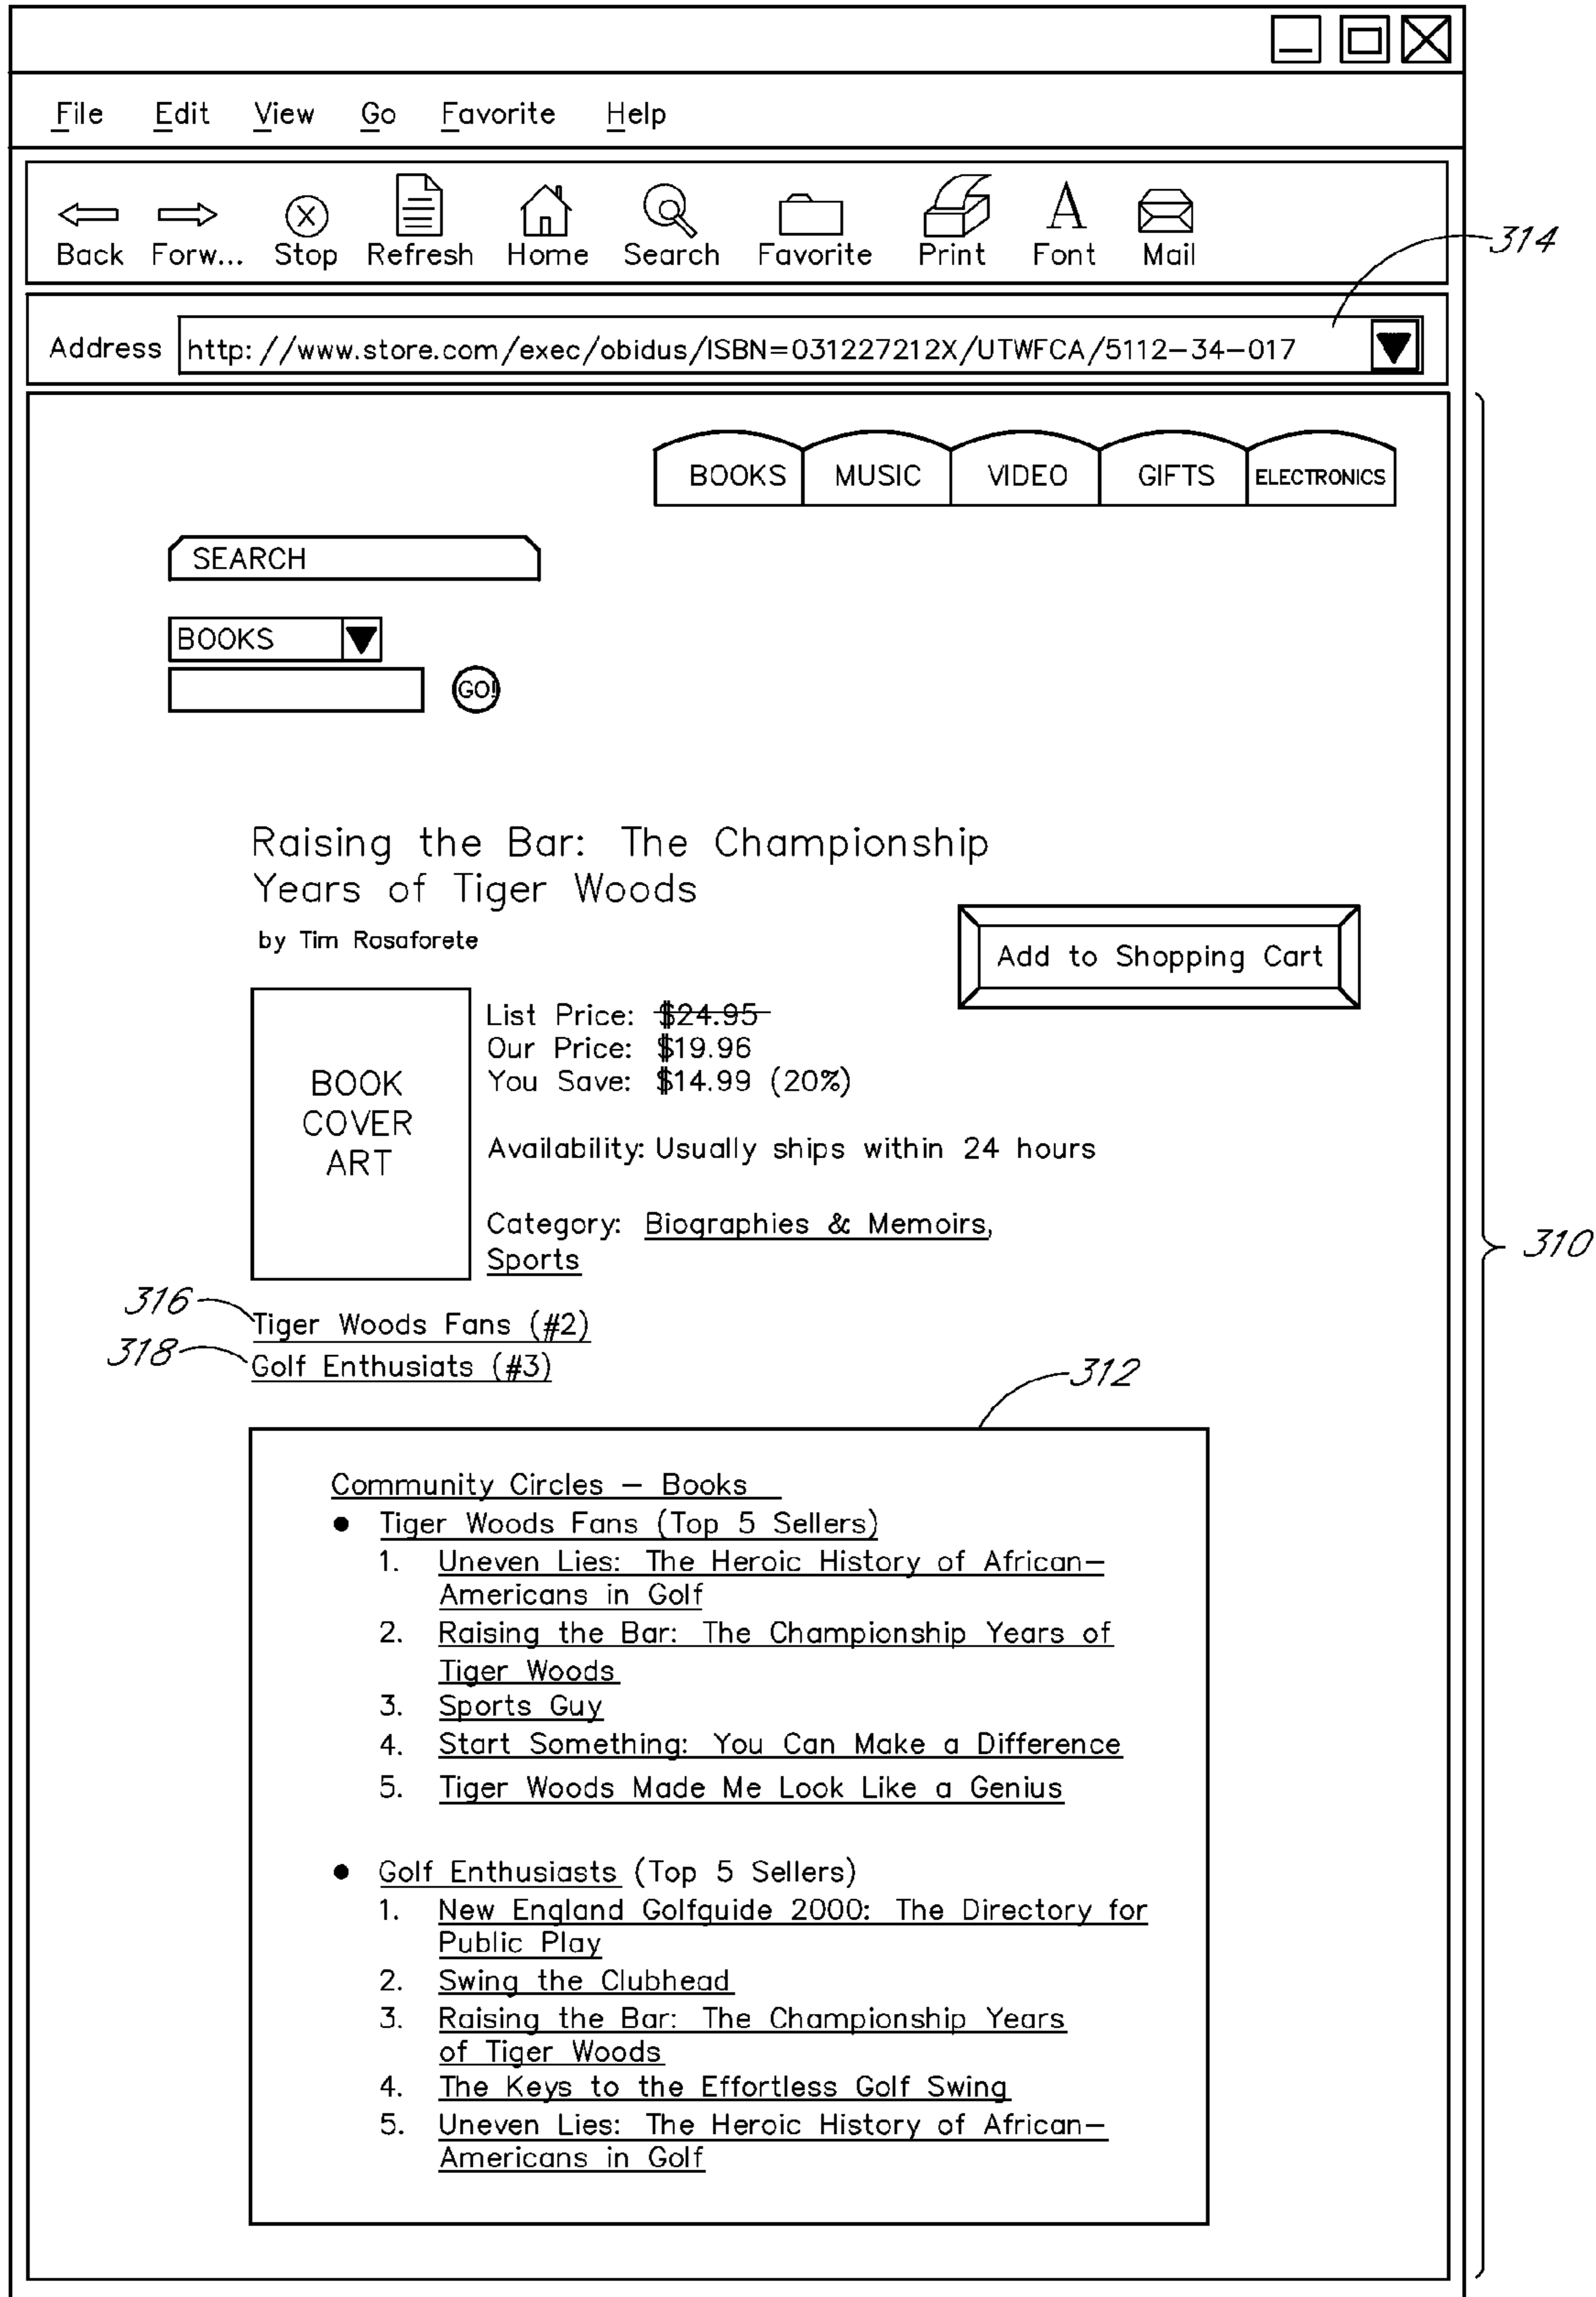 File Edit View Go Favorite Help
Back Forw... Stop Refresh Home Search Favorite Print Font Mail
314
Address http: //www.store.com/exec/obidus/ISBN=031227212X/UTWFCA/5112-34-017
BOOKS MUSIC VIDEO GIFTS ELECTRONICS
SEARCH
BOOKS
GO!
Raising the Bar: The Championship
Years of Tiger Woods
by Tim Rosaforete
Add to Shopping Cart
BOOK
COVER
ART
List Price: $24.95
Our Price: $19.96
You Save: $14.99 (20%)
Availability: Usually ships within 24 hours
Category: Biographies & Memoirs,
Sports
310
316 Tiger Woods Fans (#2)
318 Golf Enthusiats (#3)
312
Community Circles – Books
● Tiger Woods Fans (Top 5 Sellers)
1. Uneven Lies: The Heroic History of African–
Americans in Golf
2. Raising the Bar: The Championship Years of
Tiger Woods
3. Sports Guy
4. Start Something: You Can Make a Difference
5. Tiger Woods Made Me Look Like a Genius
● Golf Enthusiasts (Top 5 Sellers)
1. New England Golfguide 2000: The Directory for
Public Play
2. Swing the Clubhead
3. Raising the Bar: The Championship Years
of Tiger Woods
4. The Keys to the Effortless Golf Swing
5. Uneven Lies: The Heroic History of African–
Americans in Golf